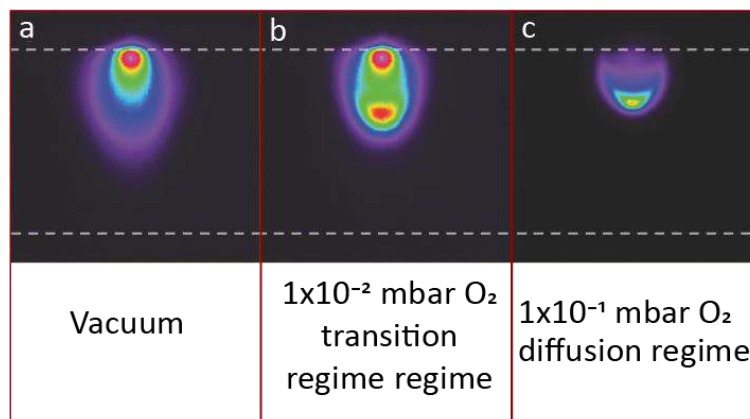 a
b
c
Vacuum
1x10⁻² mbar O₂
transition
regime regime
1x10⁻¹ mbar O₂
diffusion regime